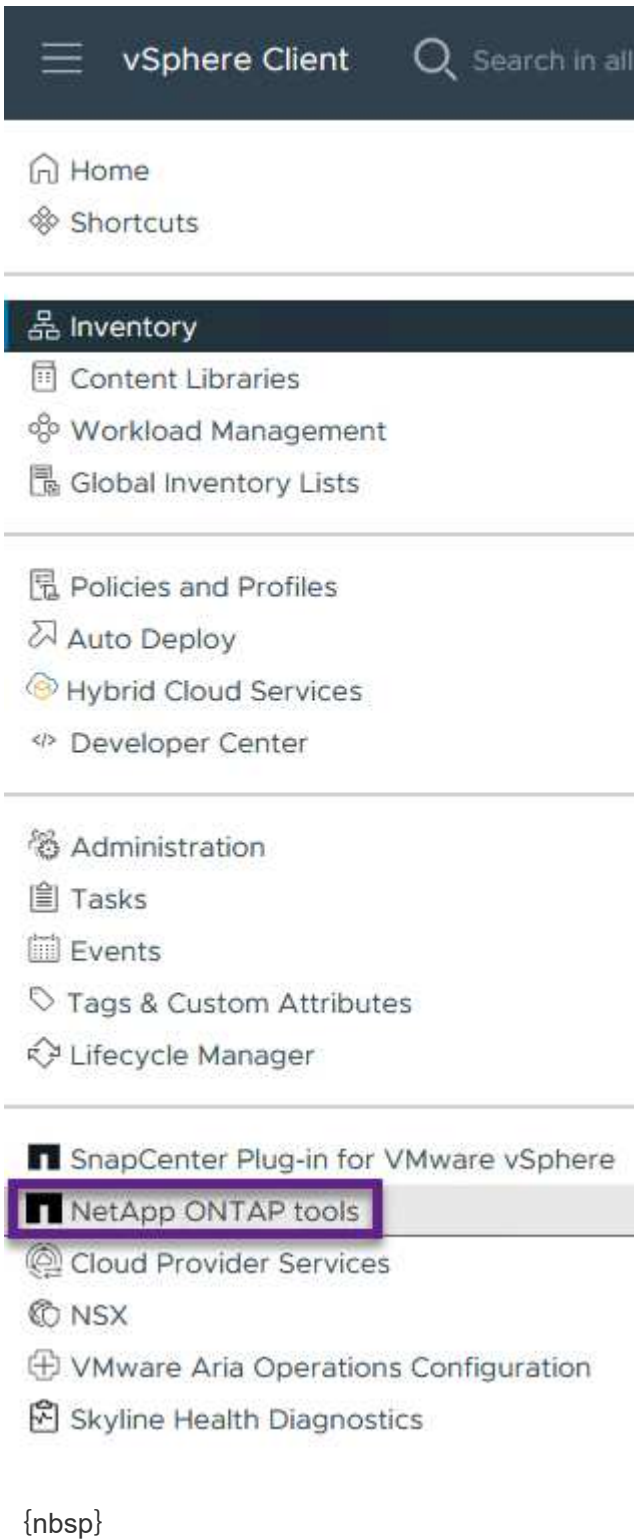 vSphere Client
Search in all
Home
Shortcuts
Inventory
Content Libraries
Workload Management
Global Inventory Lists
Policies and Profiles
Auto Deploy
Hybrid Cloud Services
Developer Center
Administration
Tasks
Events
Tags & Custom Attributes
Lifecycle Manager
SnapCenter Plug-in for VMware vSphere
NetApp ONTAP tools
Cloud Provider Services
NSX
VMware Aria Operations Configuration
Skyline Health Diagnostics
{nbsp}